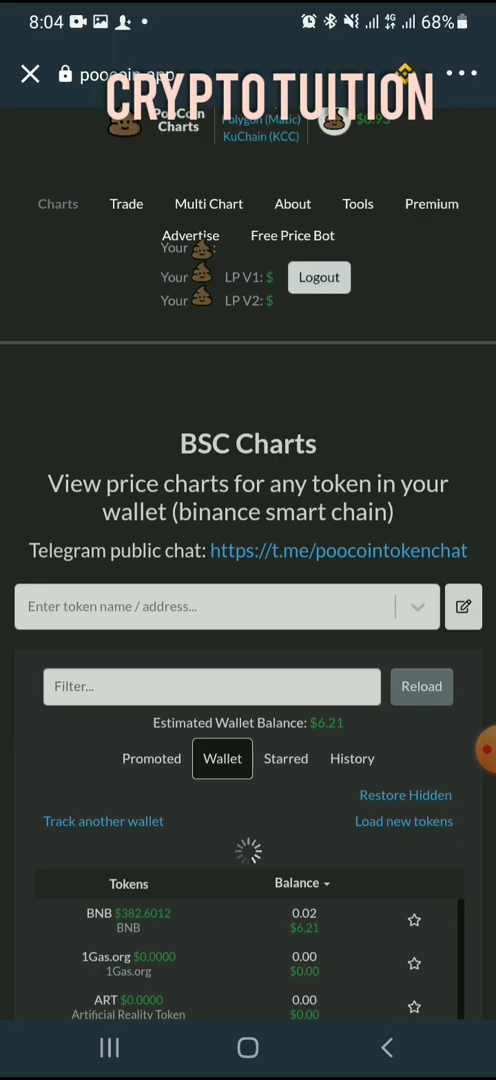 8:04
4G
68%
poocoin.app
CRYPTO TUITION
PooCoin
Charts
Polygon (Matic)
KuChain (KCC)
$0.93
Charts
Trade
Multi Chart
About
Tools
Premium
Advertise
Free Price Bot
Your :
Your LP V1: $
Logout
Your LP V2: $
BSC Charts
View price charts for any token in your
wallet (binance smart chain)
Telegram public chat: https://t.me/poocointokenchat
Enter token name / address...
Filter...
Reload
Estimated Wallet Balance: $6.21
Promoted
Wallet
Starred
History
Restore Hidden
Track another wallet
Load new tokens
Tokens
Balance
BNB $382.6012
0.02
BNB
$6.21
1Gas.org $0.0000
0.00
1Gas.org
$0.00
ART $0.0000
0.00
Artificial Reality Token
$0.00